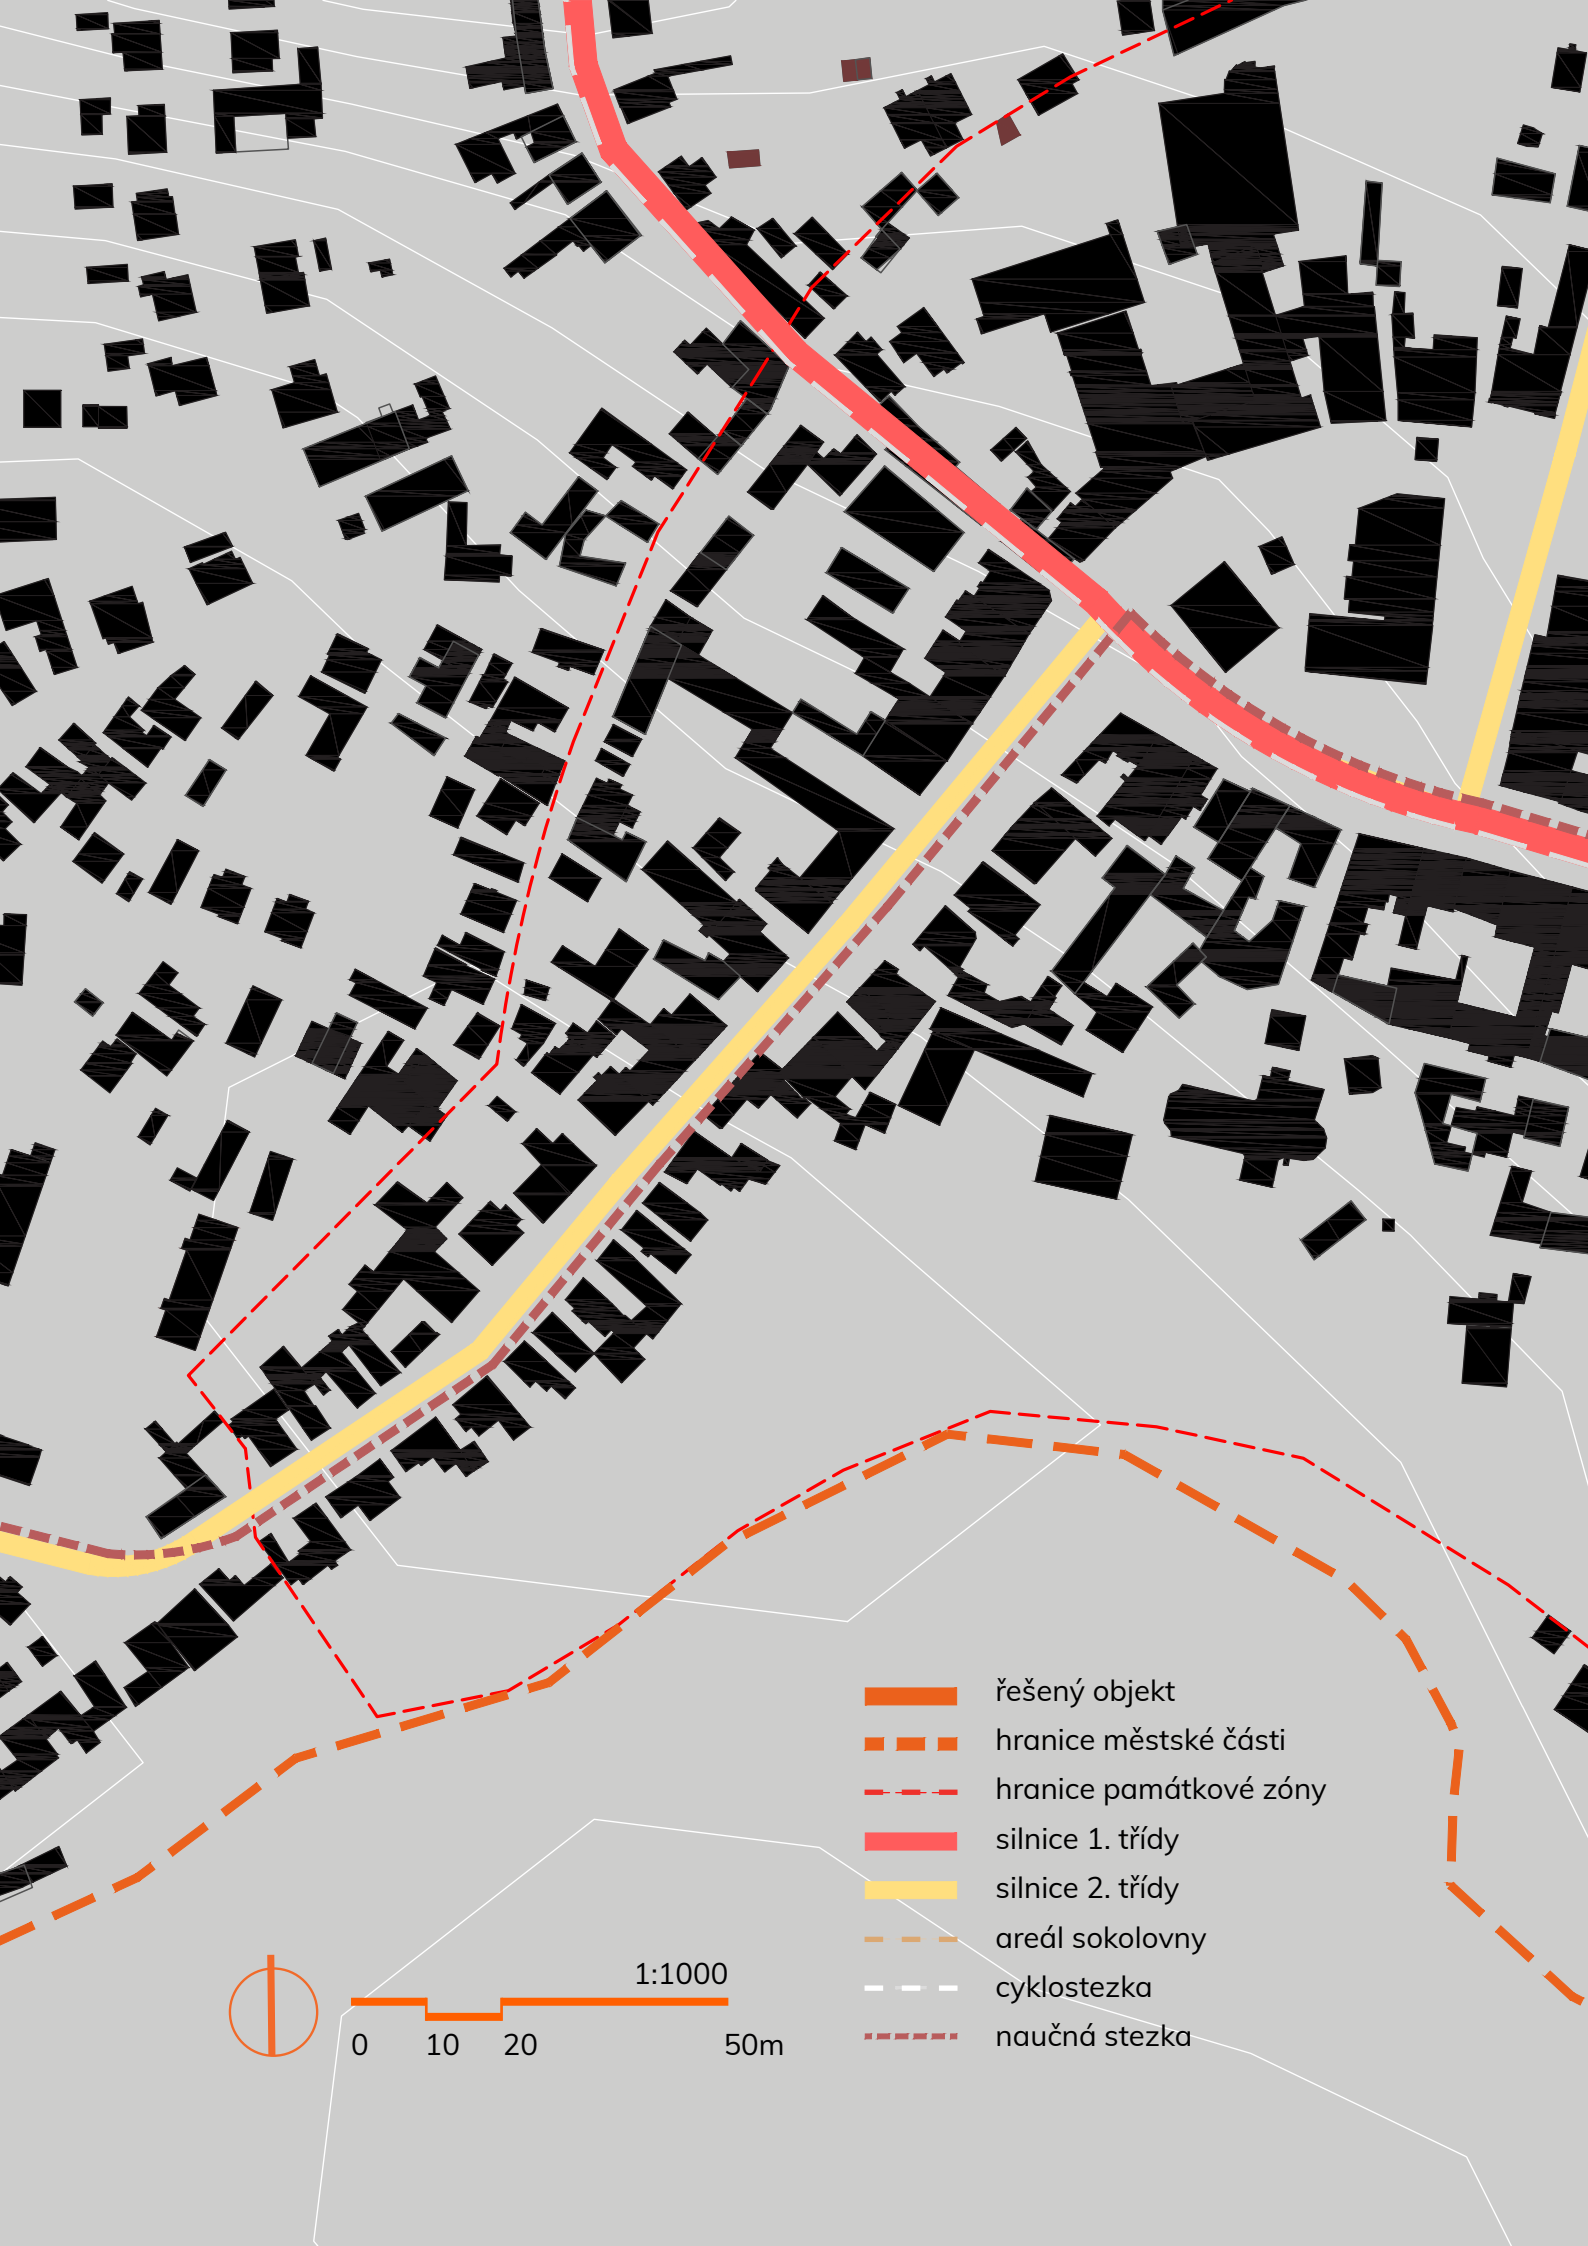 řešený objekt
hranice městské části
hranice památkové zóny
silnice 1. třídy
silnice 2. třídy
areál sokolovny
cyklostezka
naučná stezka
1:1000
0 10 20 50m